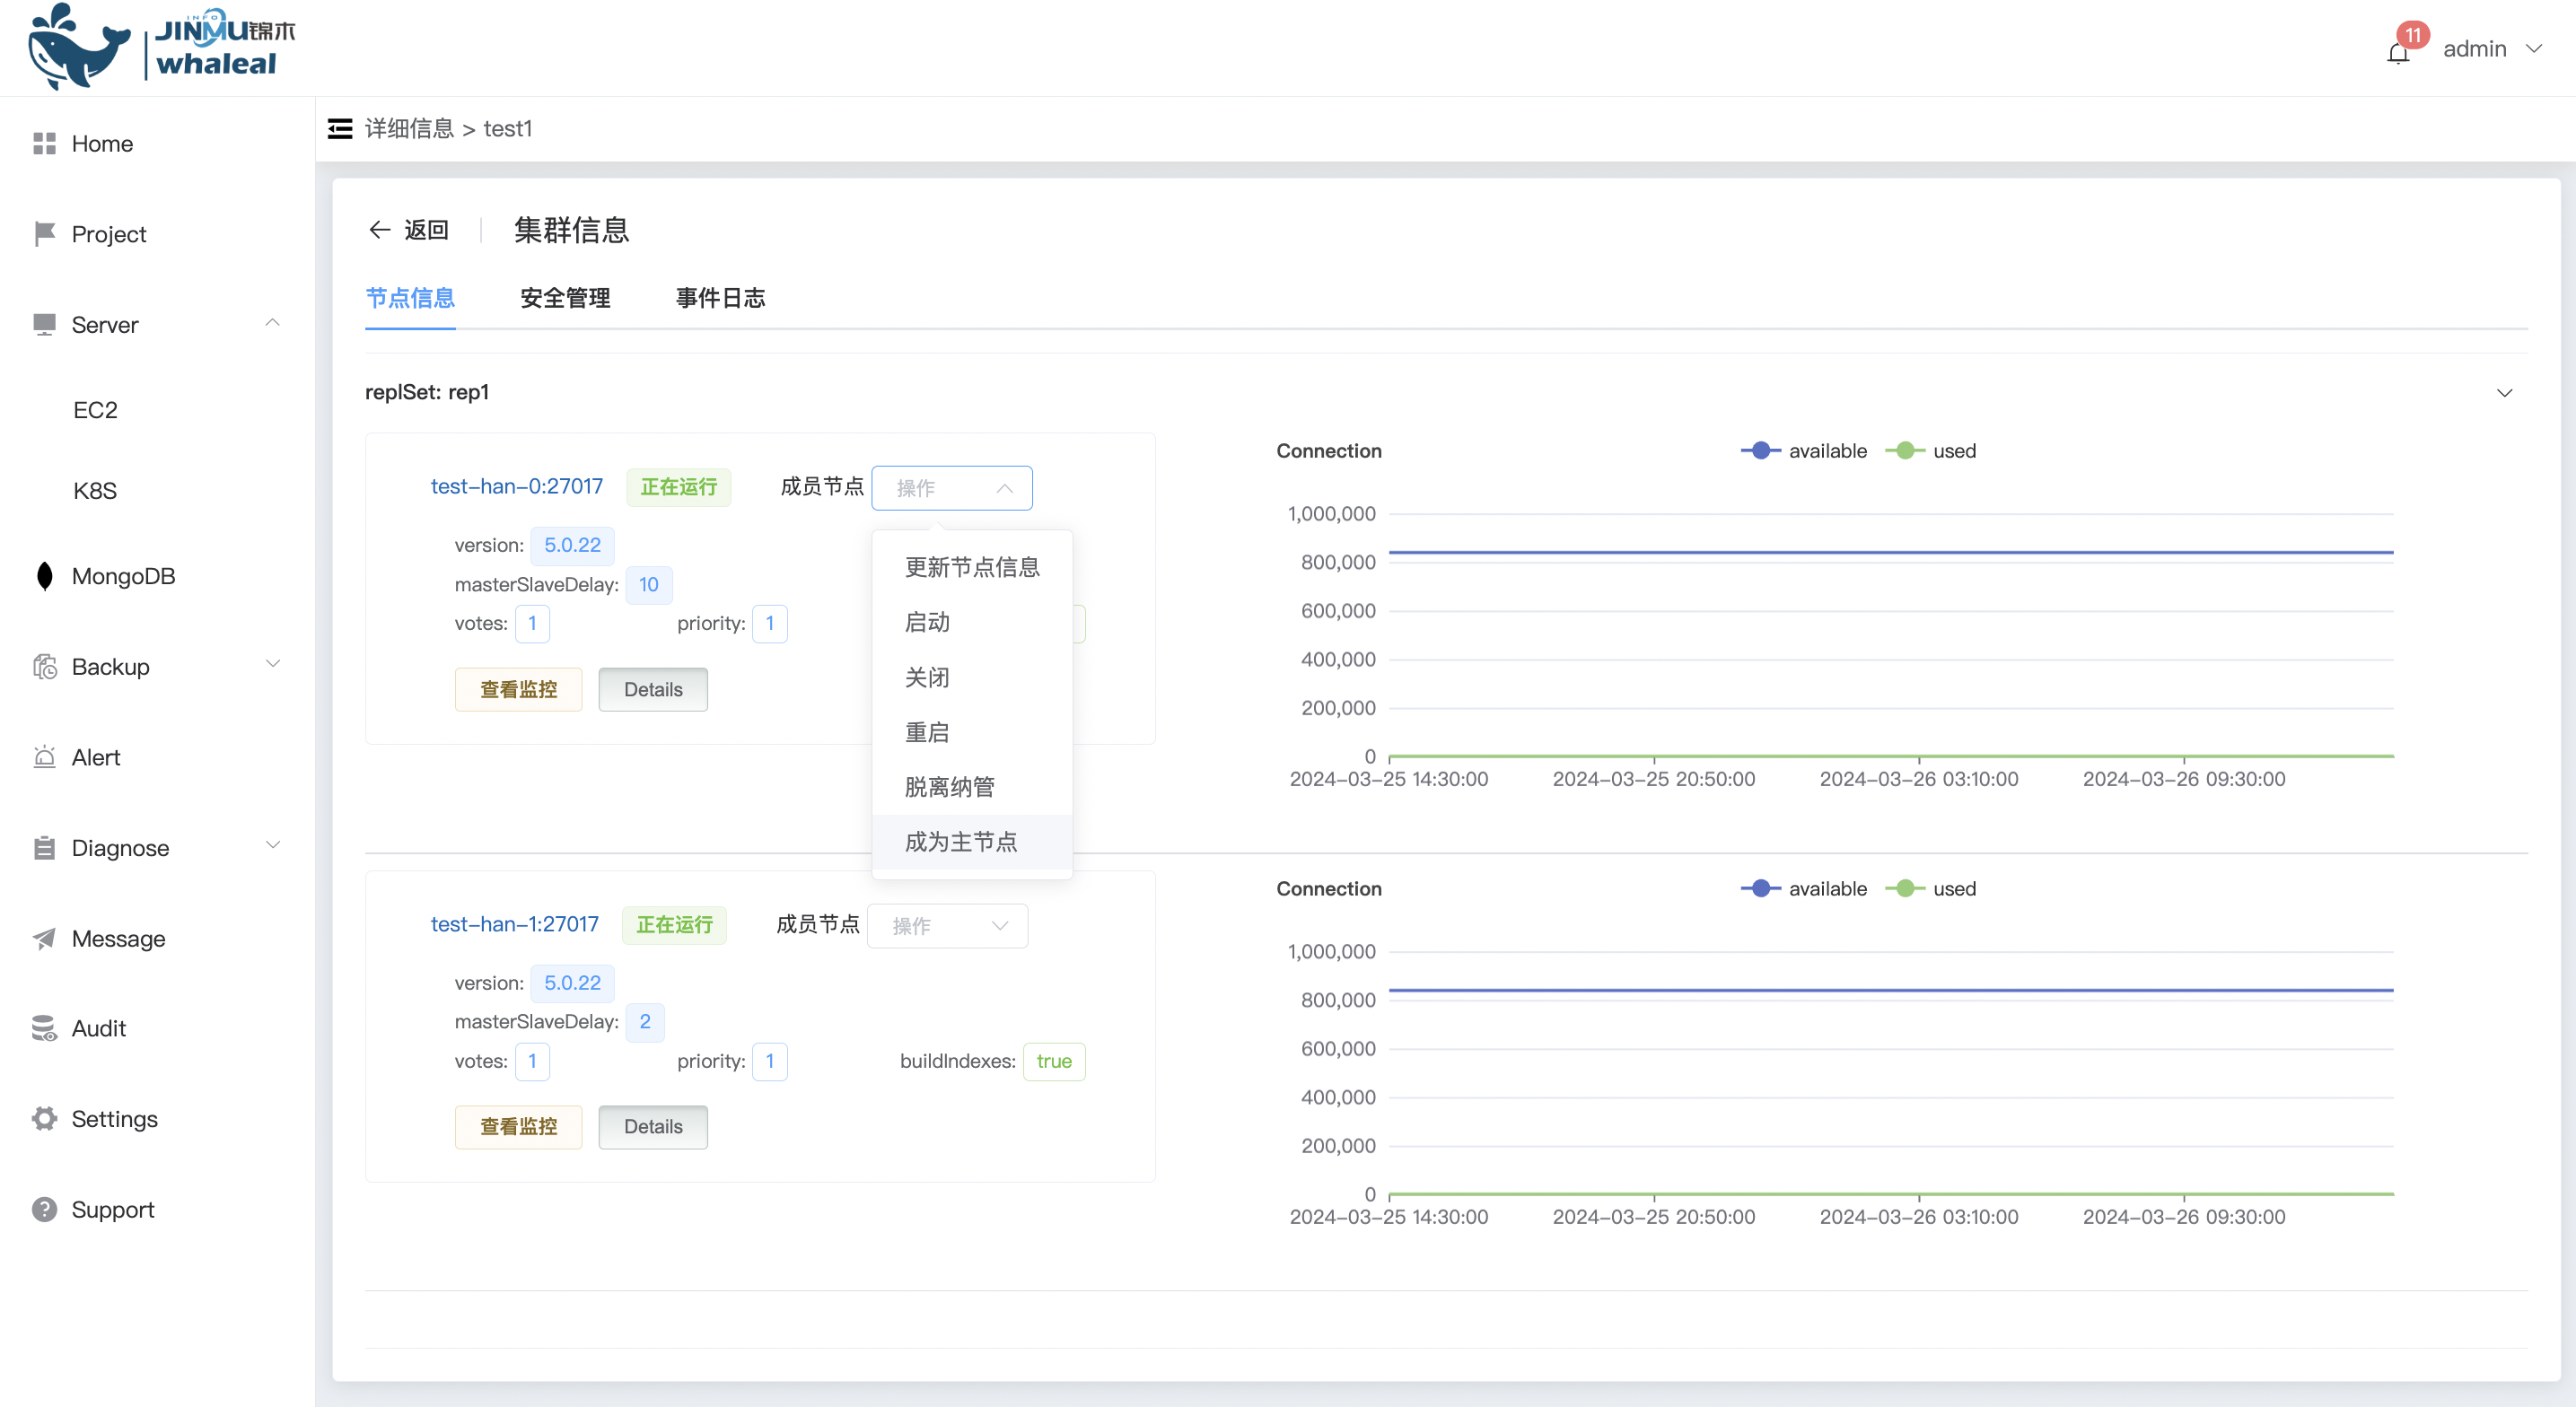 INFO
JINMU锦木
whaleal
11
admin
Home
Project
Server
EC2
K8S
MongoDB
Backup
Alert
Diagnose
Message
Audit
Settings
Support
详细信息 > test1
返回
集群信息
节点信息 安全管理 事件日志
replSet: rep1
test-han-0:27017 正在运行 成员节点 操作
version: 5.0.22
masterSlaveDelay: 10
votes: 1 priority: 1
查看监控 Details
更新节点信息
启动
关闭
重启
脱离纳管
成为主节点
Connection available used
1,000,000
800,000
600,000
400,000
200,000
0
2024-03-25 14:30:00 2024-03-25 20:50:00 2024-03-26 03:10:00 2024-03-26 09:30:00
test-han-1:27017 正在运行 成员节点 操作
version: 5.0.22
masterSlaveDelay: 2
votes: 1 priority: 1 buildIndexes: true
查看监控 Details
Connection available used
1,000,000
800,000
600,000
400,000
200,000
0
2024-03-25 14:30:00 2024-03-25 20:50:00 2024-03-26 03:10:00 2024-03-26 09:30:00